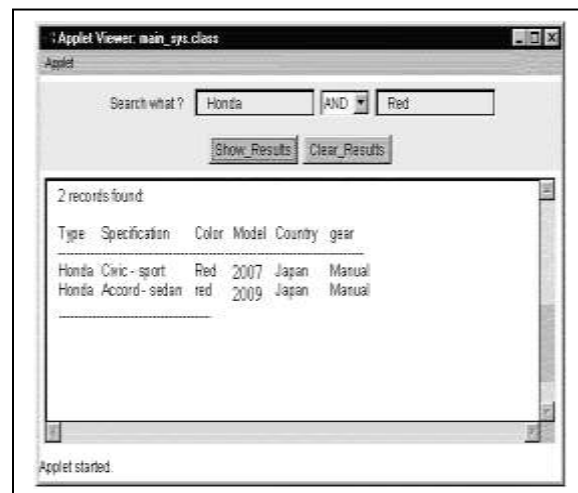 Applet Viewer: main_sys.class
Applet
Search what ? Honda AND Red
Show_Results Clear_Results
2 records found:
Type Specification Color Model Country gear
Honda Civic - sport Red 2007 Japan Manual
Honda Accord - sedan red 2009 Japan Manual
Applet started.